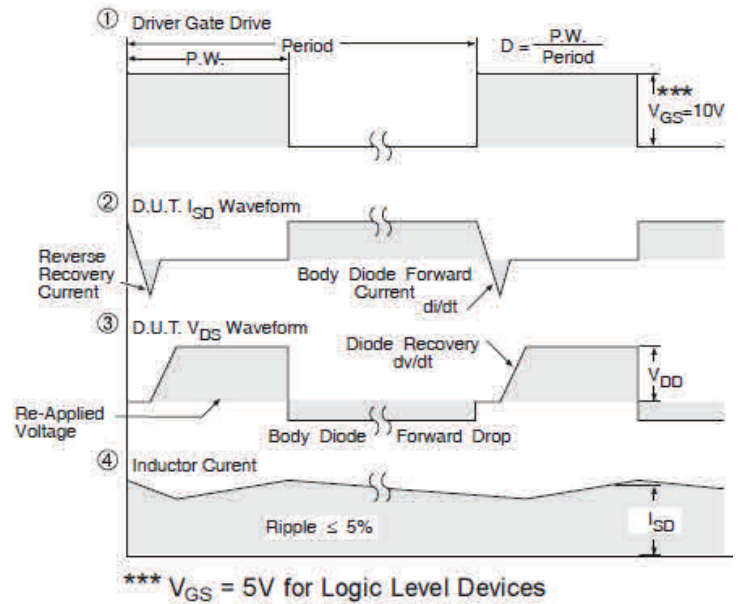 ① Driver Gate Drive
Period
P.W.
D = P.W.
Period
***
VGS=10V
② D.U.T. ISD Waveform
Reverse
Recovery
Current
Body Diode Forward
Current
di/dt
③ D.U.T. VDS Waveform
Diode Recovery
dv/dt
VDD
Re-Applied
Voltage
Body Diode Forward Drop
④ Inductor Curent
Ripple ≤ 5%
ISD
*** VGS = 5V for Logic Level Devices